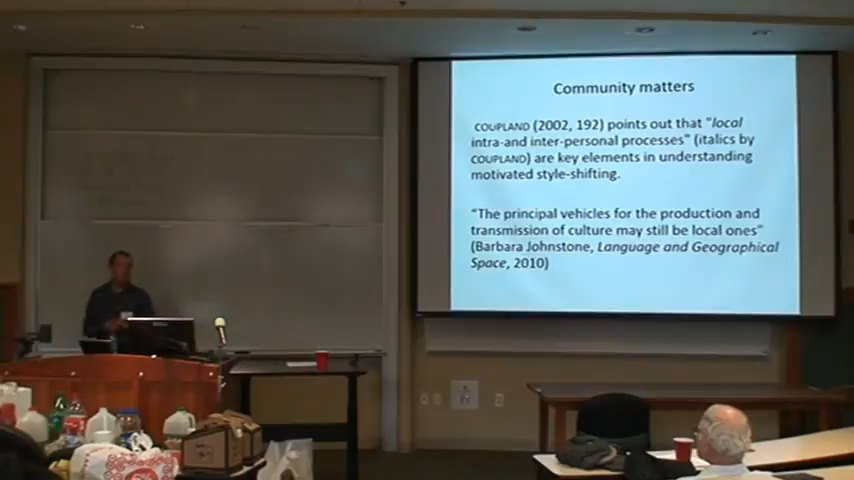 Community matters
COUPLAND (2002, 192) points out that "local
intra-and inter-personal processes" (italics by
COUPLAND) are key elements in understanding
motivated style-shifting.
"The principal vehicles for the production and
transmission of culture may still be local ones"
(Barbara Johnstone, Language and Geographical
Space, 2010)